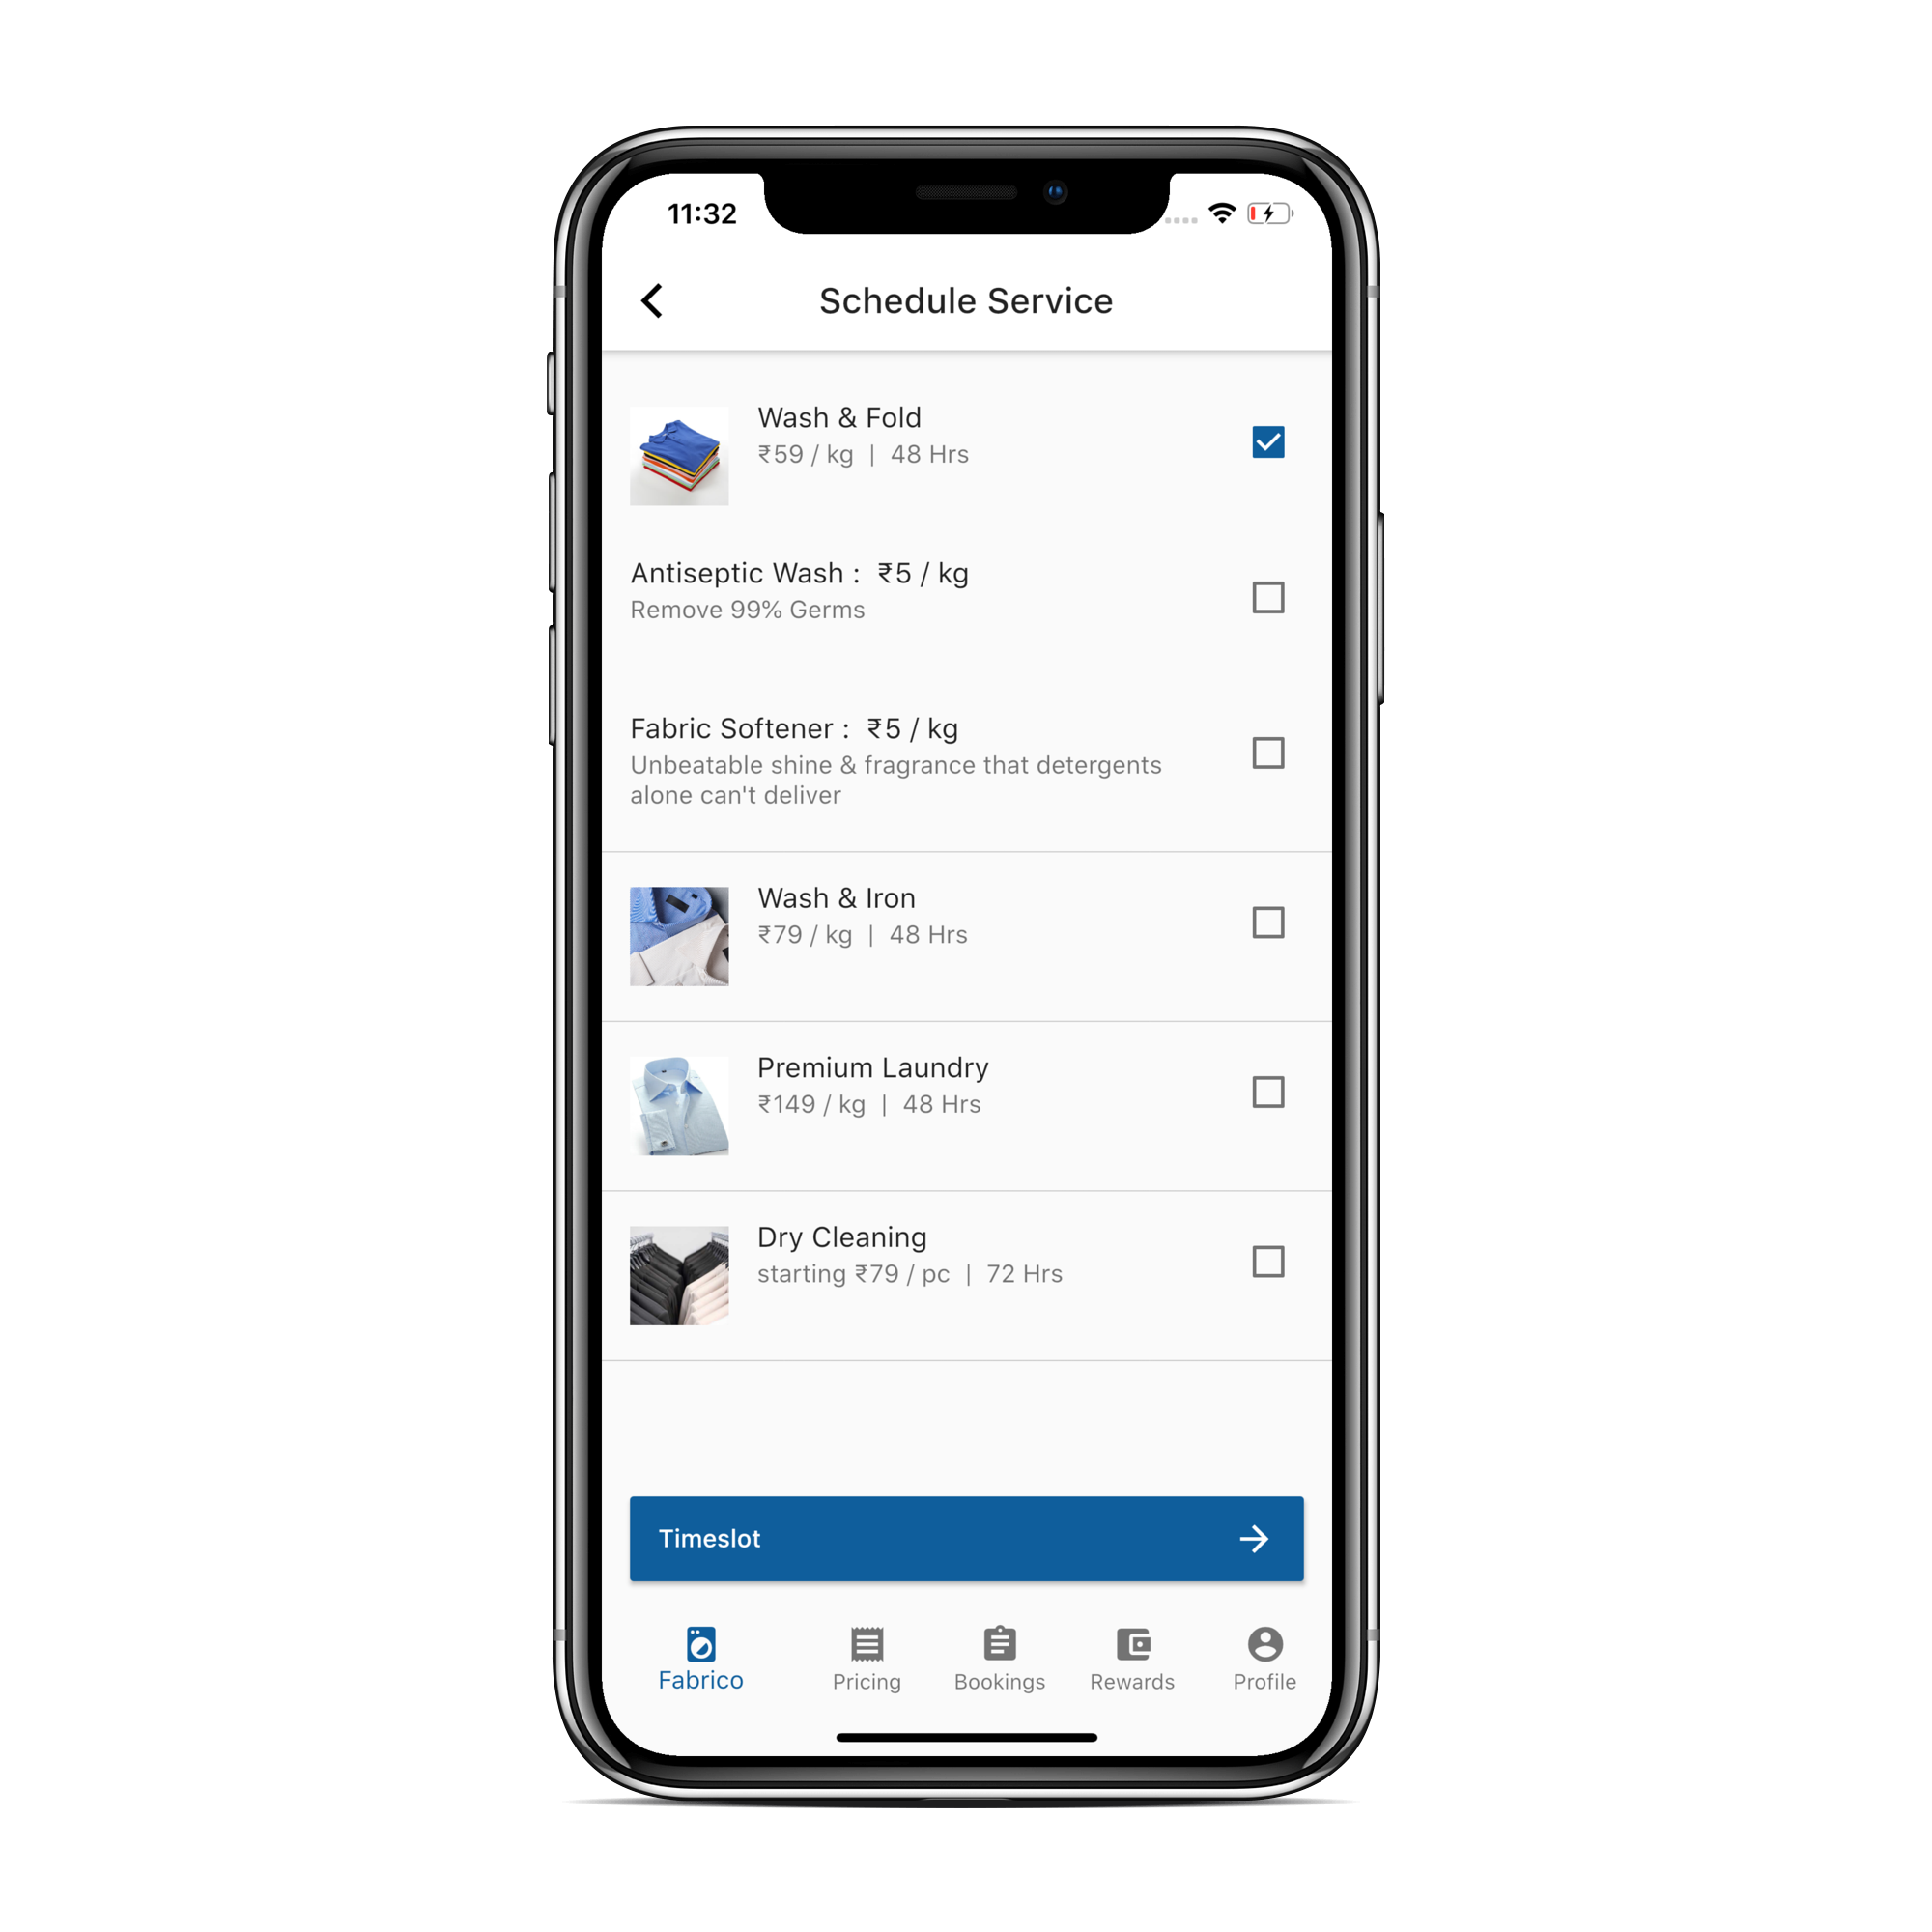 11:32
Schedule Service
Wash & Fold
₹59 / kg | 48 Hrs
Antiseptic Wash : ₹5 / kg
Remove 99% Germs
Fabric Softener : ₹5 / kg
Unbeatable shine & fragrance that detergents
alone can't deliver
Wash & Iron
₹79 / kg | 48 Hrs
Premium Laundry
₹149 / kg | 48 Hrs
Dry Cleaning
starting ₹79 / pc | 72 Hrs
Timeslot
Fabrico
Pricing
Bookings
Rewards
Profile